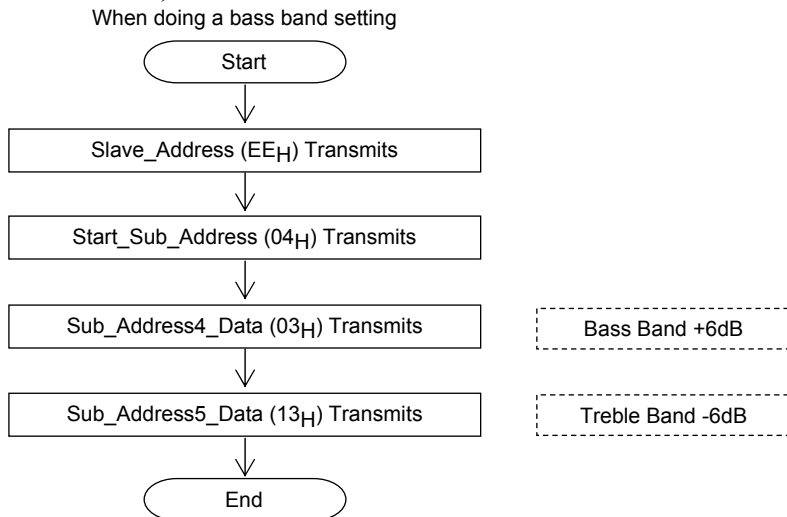 When doing a bass band setting
Start
Slave_Address (EEH) Transmits
Start_Sub_Address (04H) Transmits
Sub_Address4_Data (03H) Transmits
Bass Band +6dB
Sub_Address5_Data (13H) Transmits
Treble Band -6dB
End